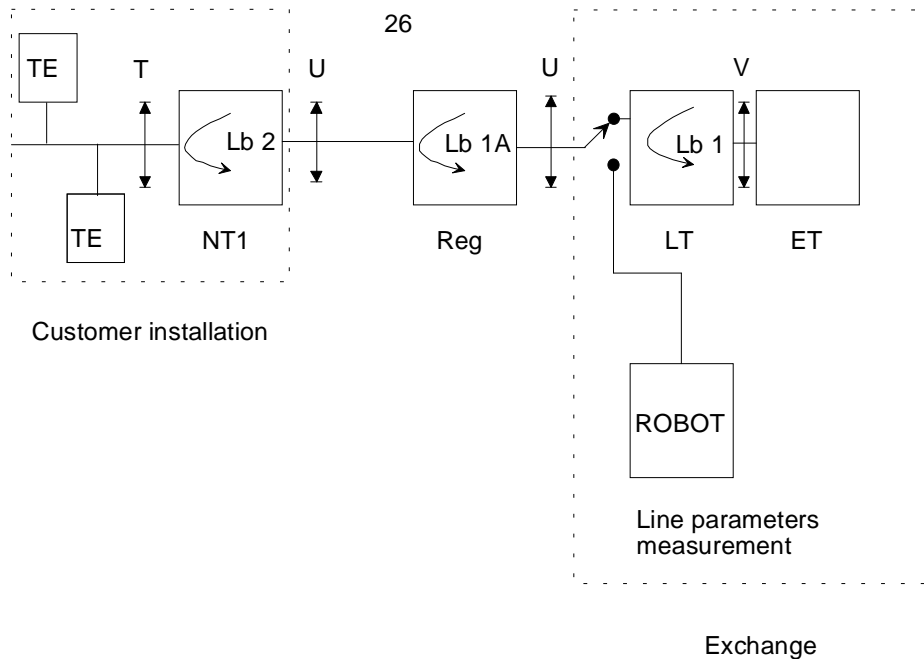 26
TE
T
U
U
V
Lb 2
Lb 1A
Lb 1
TE
NT1
Reg
LT
ET
Customer installation
ROBOT
Line parameters
measurement
Exchange